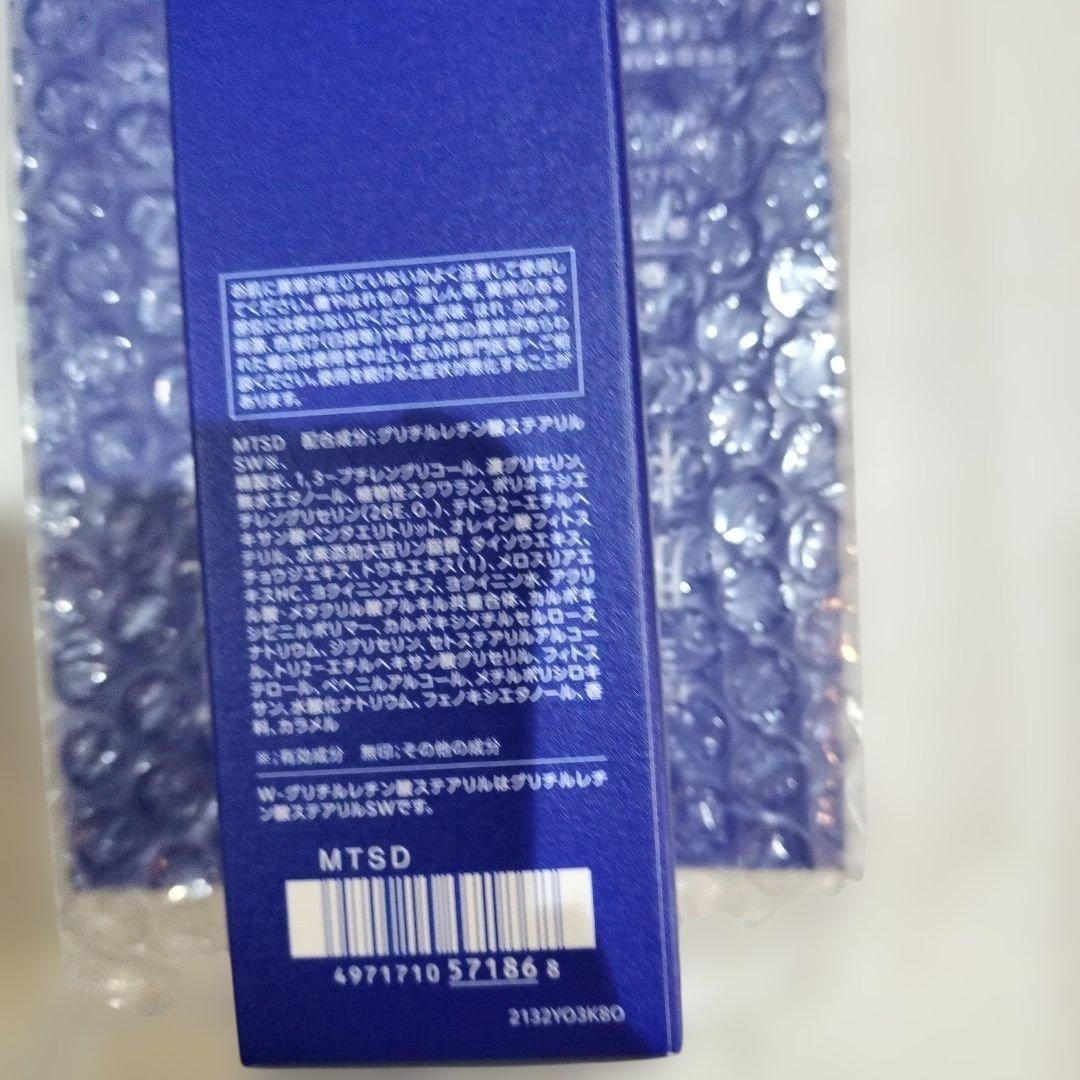 お肌に異常が生じていないかよく注意して使用し
てください。傷やはれもの、湿しん等、異常のある
部位には使わないでください。赤味、はれ、かゆみ、
刺激、色抜け(白斑等)や黒ずみ等の異常があらわ
れた場合は使用を中止し、皮ふ科専門医等へご相
談ください。使用を続けると症状が悪化することが
あります。
MTSD 配合成分:グリチルレチン酸ステアリル
SW※、
精製水、1,3-ブチレングリコール、濃グリセリン、
無水エタノール、植物性スクワラン、ポリオキシエ
チレングリセリン(26E.O.)、テトラ2-エチルヘ
キサン酸ペンタエリトリット、オレイン酸フィトス
テリル、水素添加大豆リン脂質、タイソウエキス、
チョウジエキス、トウキエキス(1)、メロスリアエ
キスHC、ヨクイニンエキス、ヨクイニン水、アクリ
ル酸・メタクリル酸アルキル共重合体、カルボキ
シビニルポリマー、カルボキシメチルセルロース
ナトリウム、ジグリセリン、セトステアリルアルコー
ル、トリ2-エチルヘキサン酸グリセリル、フィトス
テロール、ベヘニルアルコール、メチルポリシロキ
サン、水酸化ナトリウム、フェノキシエタノール、香
料、カラメル
※:有効成分 無印:その他の成分
W-グリチルレチン酸ステアリルはグリチルレチ
ン酸ステアリルSWです。
MTSD
4971710 57186 8
2132YO3K8O